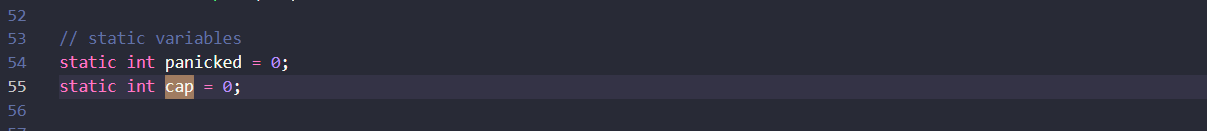 52
53 // static variables
54 static int panicked = 0;
55 static int cap = 0;
56